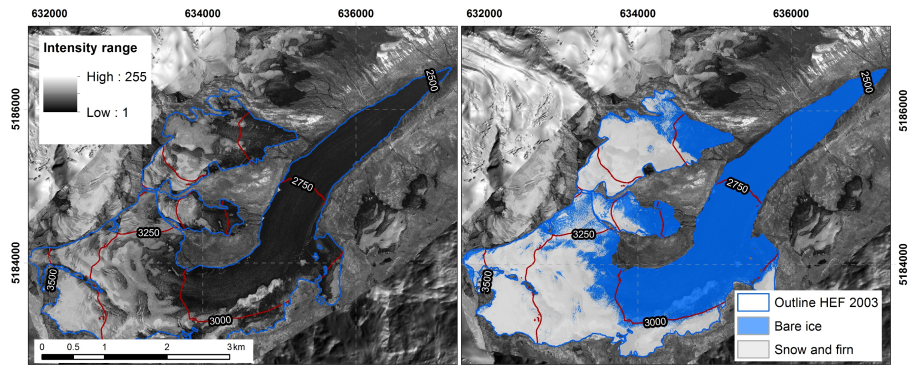 632000
634000
636000
632000
634000
636000
Intensity range
High : 255
Low : 1
5186000
5184000
2500
2750
3250
3500
3000
0 0.5 1 2 3 km
2500
2750
3250
3500
3000
5186000
5184000
Outline HEF 2003
Bare ice
Snow and firn